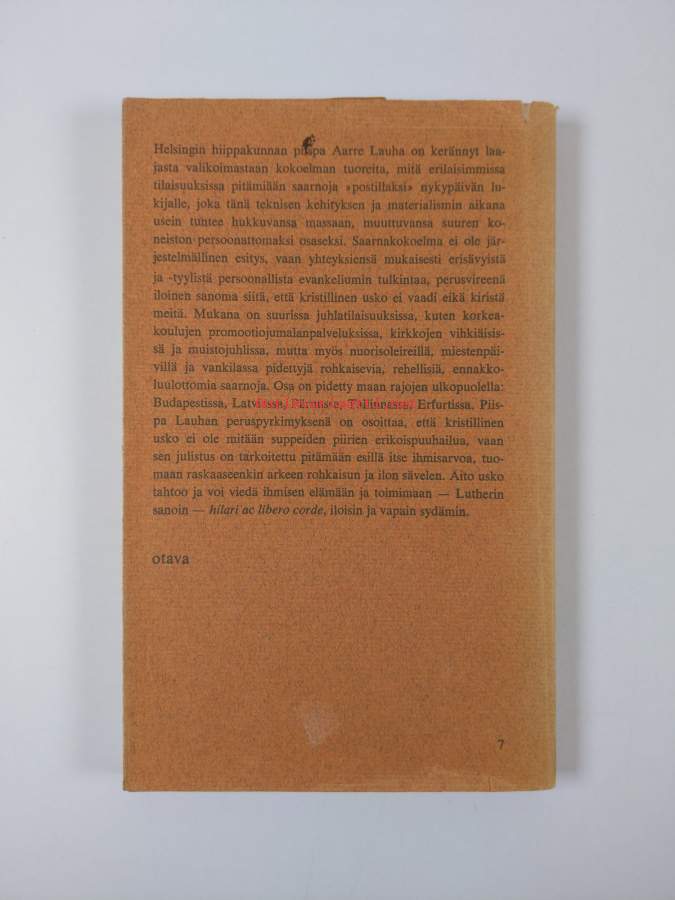 Helsingin hiippakunnan piispa Aarre Lauha on kerännyt laa-
jasta valikoimastaan kokoelman tuoreita, mitä erilaisimmissa
tilaisuuksissa pitämiään saarnoja »postillaksi» nykypäivän lu-
kijalle, joka tänä teknisen kehityksen ja materialismin aikana
usein tuntee hukkuvansa massaan, muuttuvansa suuren ko-
neiston persoonattomaksi osaseksi. Saarnakokoelma ei ole jär-
jestelmällinen esitys, vaan yhteyksiensä mukaisesti erisävyistä
ja -tyylistä persoonallista evankeliumin tulkintaa, perusvireenä
iloinen sanoma siitä, että kristillinen usko ei vaadi eikä kiristä
meitä. Mukana on suurissa juhlatilaisuuksissa, kuten korkea-
koulujen promootiojumalanpalveluksissa, kirkkojen vihkiäisis-
sä ja muistojuhlissa, mutta myös nuorisoleireillä, miestenpäi-
villä ja vankilassa pidettyjä rohkaisevia, rehellisiä, ennakko-
luulottomia saarnoja. Osa on pidetty maan rajojen ulkopuolella:
Budapestissa, Latviassa, Tallinnassa, Erfurtissa. Piis-
pa Lauhan peruspyrkimyksenä on osoittaa, että kristillinen
usko ei ole mitään suppeiden piirien erikoispuuhailua, vaan
sen julistus on tarkoitettu pitämään esillä itse ihmisarvoa, tuo-
maan raskaaseenkin arkeen rohkaisun ja ilon sävelen. Aito usko
tahtoo ja voi viedä ihmisen elämään ja toimimaan — Lutherin
sanoin — hilari ac libero corde, iloisin ja vapain sydämin.
otava
7